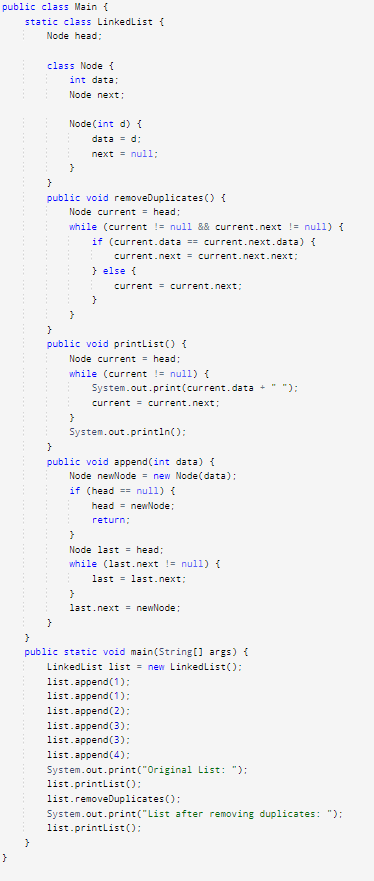 public class Main {
    static class LinkedList {
        Node head;

        class Node {
            int data;
            Node next;

            Node(int d) {
                data = d;
                next = null;
            }
        }
        public void removeDuplicates() {
            Node current = head;
            while (current != null && current.next != null) {
                if (current.data == current.next.data) {
                    current.next = current.next.next;
                } else {
                    current = current.next;
                }
            }
        }
        public void printList() {
            Node current = head;
            while (current != null) {
                System.out.print(current.data + " ");
                current = current.next;
            }
            System.out.println();
        }
        public void append(int data) {
            Node newNode = new Node(data);
            if (head == null) {
                head = newNode;
                return;
            }
            Node last = head;
            while (last.next != null) {
                last = last.next;
            }
            last.next = newNode;
        }
    }
    public static void main(String[] args) {
        LinkedList list = new LinkedList();
        list.append(1);
        list.append(1);
        list.append(2);
        list.append(3);
        list.append(3);
        list.append(4);
        System.out.print("Original List: ");
        list.printList();
        list.removeDuplicates();
        System.out.print("List after removing duplicates: ");
        list.printList();
    }
}